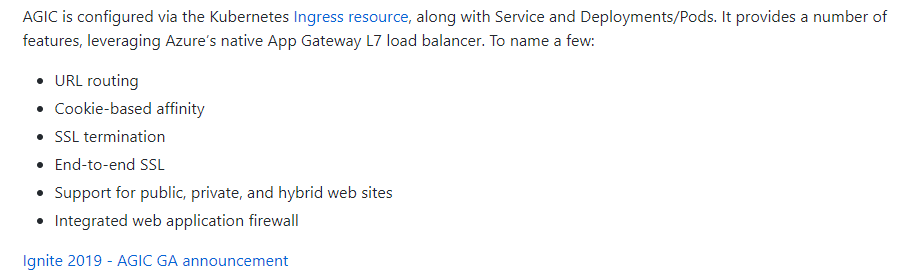 AGIC is configured via the Kubernetes Ingress resource, along with Service and Deployments/Pods. It provides a number of
features, leveraging Azure's native App Gateway L7 load balancer. To name a few:
• URL routing
• Cookie-based affinity
• SSL termination
• End-to-end SSL
• Support for public, private, and hybrid web sites
• Integrated web application firewall
Ignite 2019 - AGIC GA announcement